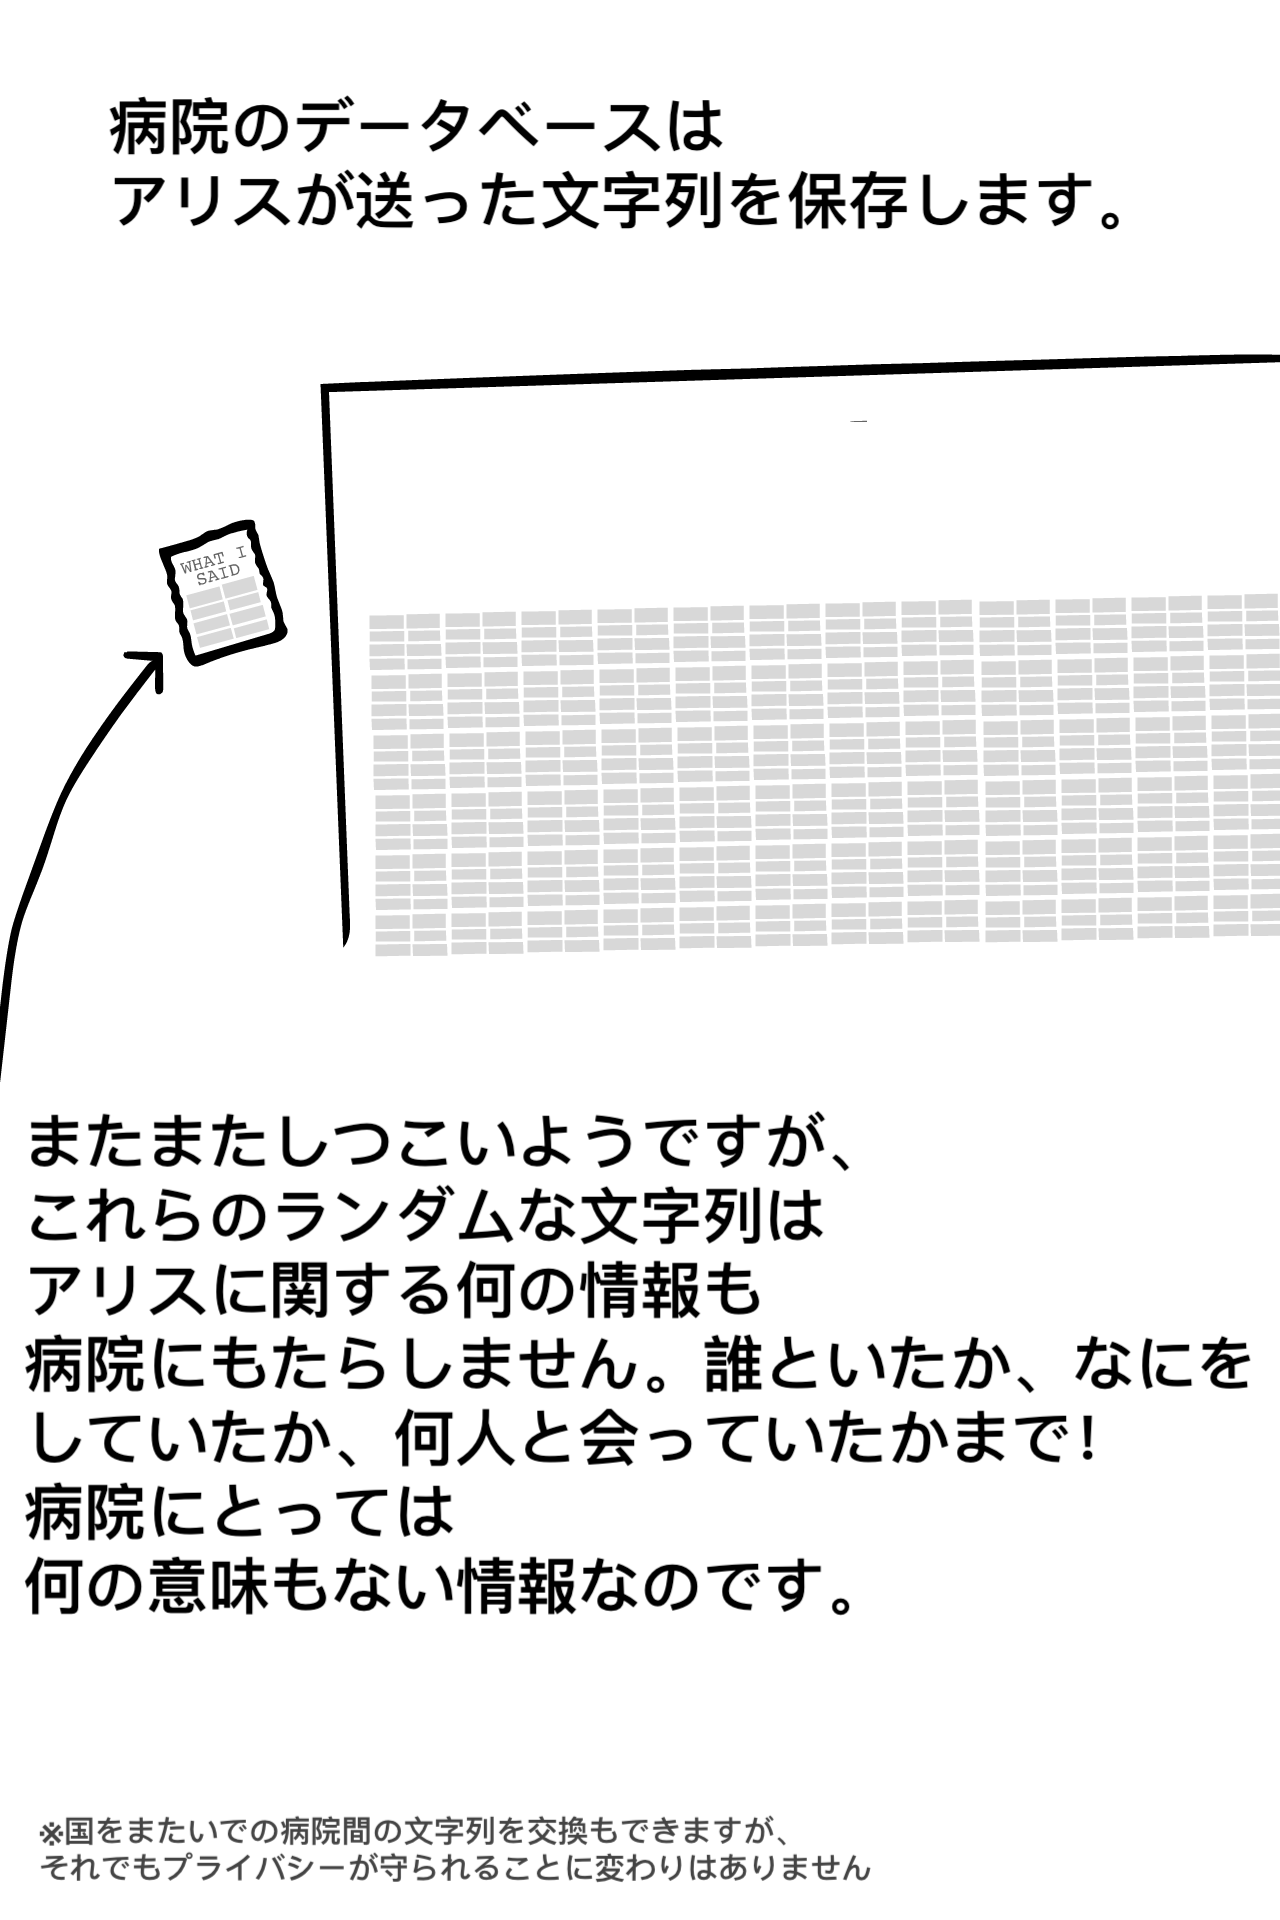 病院のデータベースは
アリスが送った文字列を保存します。
WHAT I
SAID
またまたしつこいようですが、
これらのランダムな文字列は
アリスに関する何の情報も
病院にもたらしません。誰といたか、なにを
していたか、何人と会っていたかまで!
病院にとっては
何の意味もない情報なのです。
※国をまたいでの病院間の文字列を交換もできますが、
それでもプライバシーが守られることに変わりはありません